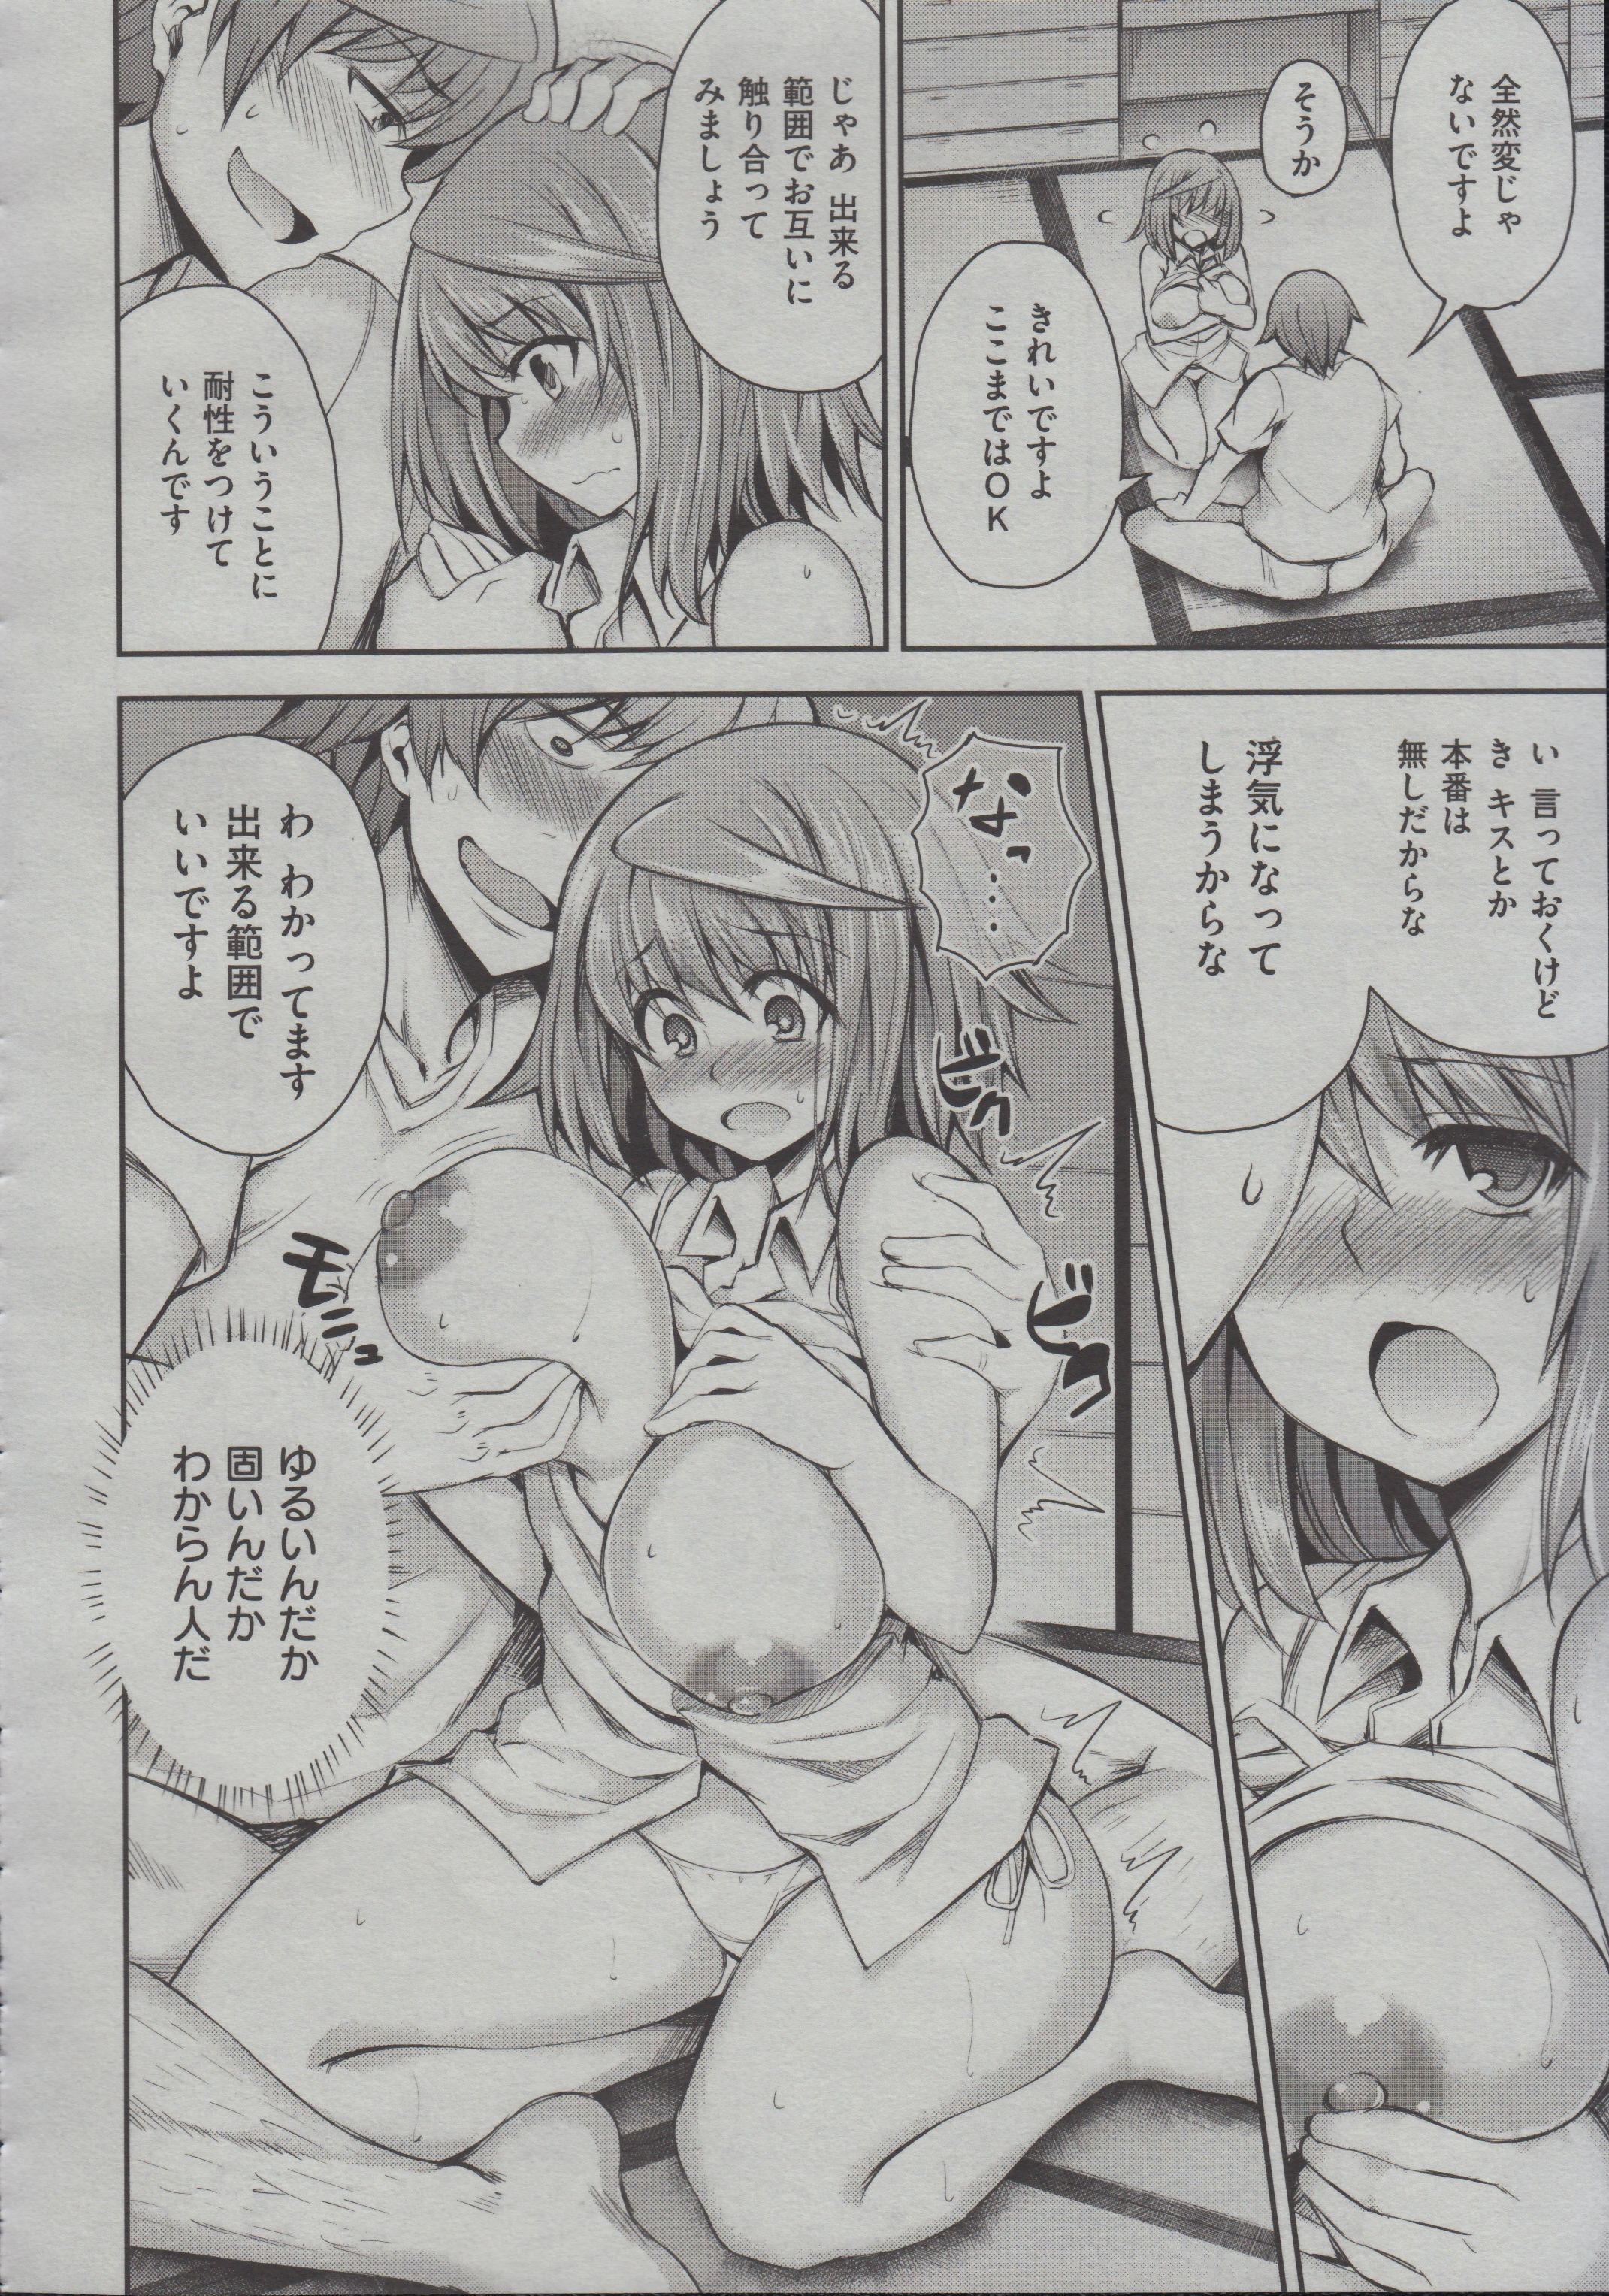 全然変じゃ
ないですよ
そうか
きれいですよ
ここまではOK
じゃあ 出来る
範囲でお互いに
触り合って
みましょう
こういうことに
耐性をつけて
いくんです
い 言っておくけど
き キスとか
本番は
無しだからな
浮気になって
しまうからな
なっ…
ビク
ビク
モニュ
わ わかってます
出来る範囲で
いいですよ
ゆるいんだか
固いんだか
わからん人だ